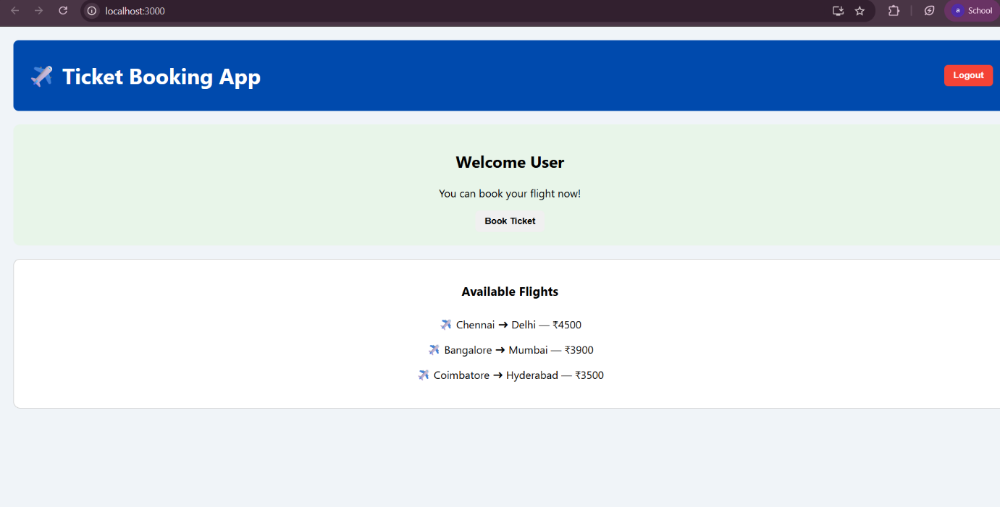 localhost:3000
a School
✈️ Ticket Booking App
Logout
Welcome User
You can book your flight now!
Book Ticket
Available Flights
✈️ Chennai ➜ Delhi — ₹4500
✈️ Bangalore ➜ Mumbai — ₹3900
✈️ Coimbatore ➜ Hyderabad — ₹3500